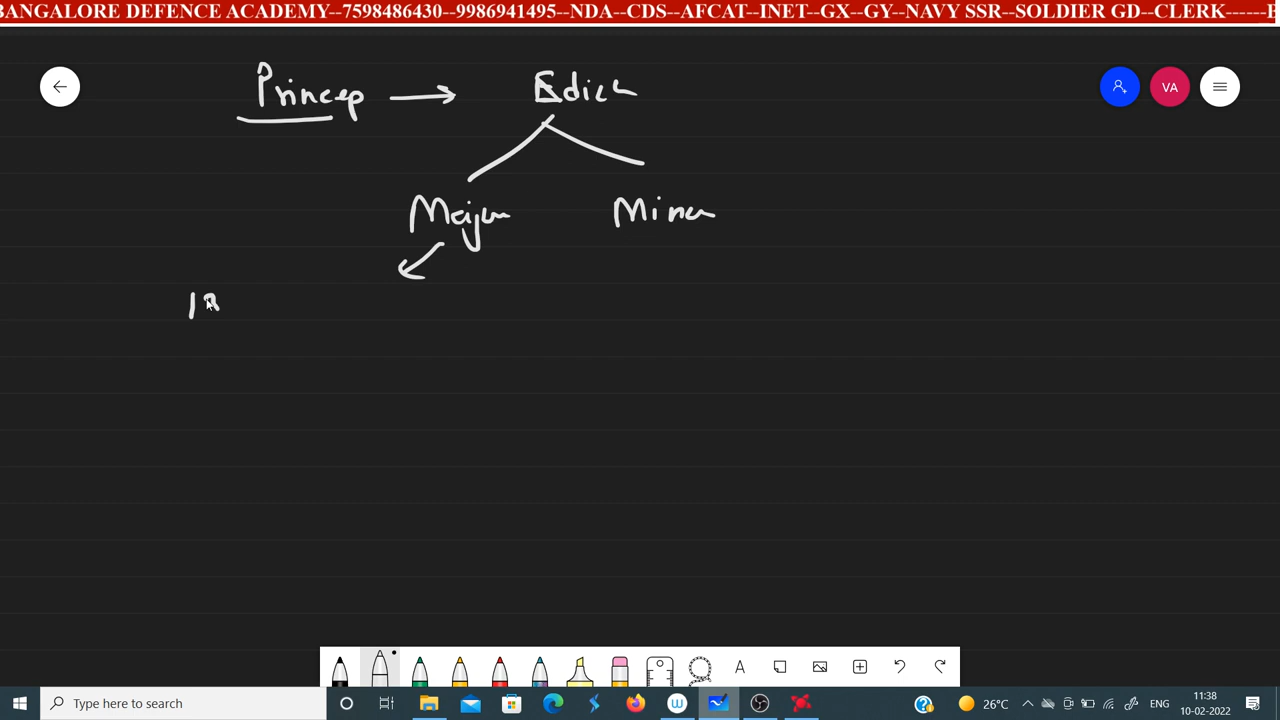 BANGALORE DEFENCE ACADEMY--7598486430--9986941495--NDA--CDS--AFCAT--INET--GX--GY--NAVY SSR--SOLDIER GD--CLERK------E
Princep → Edict
VA
Major Minor
Type here to search
26°C
ENG
11:38
10-02-2022